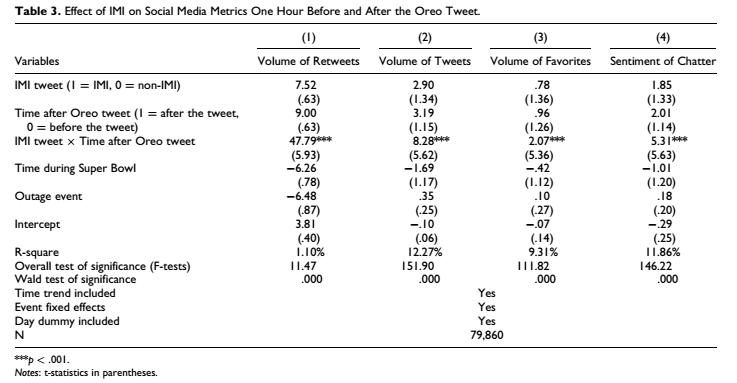 Table 3. Effect of IMI on Social Media Metrics One Hour Before and After the Oreo Tweet.
(1) (2) (3) (4)
Variables Volume of Retweets Volume of Tweets Volume of Favorites Sentiment of Chatter
IMI tweet (1 = IMI, 0 = non-IMI) 7.52 2.90 .78 1.85
(.63) (1.34) (1.36) (1.33)
Time after Oreo tweet (1 = after the tweet, 9.00 3.19 .96 2.01
0 = before the tweet) (.63) (1.15) (1.26) (1.14)
IMI tweet × Time after Oreo tweet 47.79*** 8.28*** 2.07*** 5.31***
(5.93) (5.62) (5.36) (5.63)
Time during Super Bowl −6.26 −1.69 −.42 −1.01
(.78) (1.17) (1.12) (1.20)
Outage event −6.48 .35 .10 .18
(.87) (.25) (.27) (.20)
Intercept 3.81 −.10 −.07 −.29
(.40) (.06) (.14) (.25)
R-square 1.10% 12.27% 9.31% 11.86%
Overall test of significance (F-tests) 11.47 151.90 111.82 146.22
Wald test of significance .000 .000 .000 .000
Time trend included Yes
Event fixed effects Yes
Day dummy included Yes
N 79,860
***p < .001.
Notes: t-statistics in parentheses.